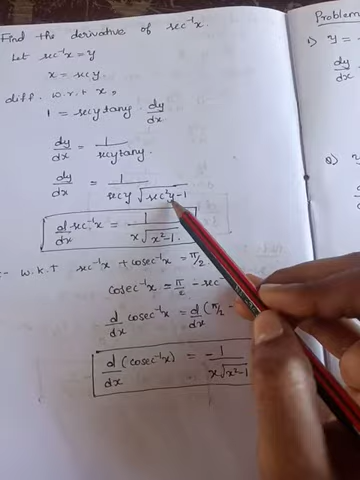 Find the derivative of sec⁻¹x.
Let sec⁻¹x = y
x = sec y
diff. w.r.t x,
1 = secy tany. dy/dx
dy/dx = 1/secy tany.
dy/dx = 1/secy √sec²y-1
d/dx sec⁻¹x = 1/x√x²-1.
:- w.k.t sec⁻¹x + cosec⁻¹x = π/2
cosec⁻¹x = π/2 - sec⁻
d/dx cosec⁻¹x = d/dx (π/2 -
d/dx (cosec⁻¹x) = -1/x√x²-1
Problem
1) y =
dy/dx
2) y